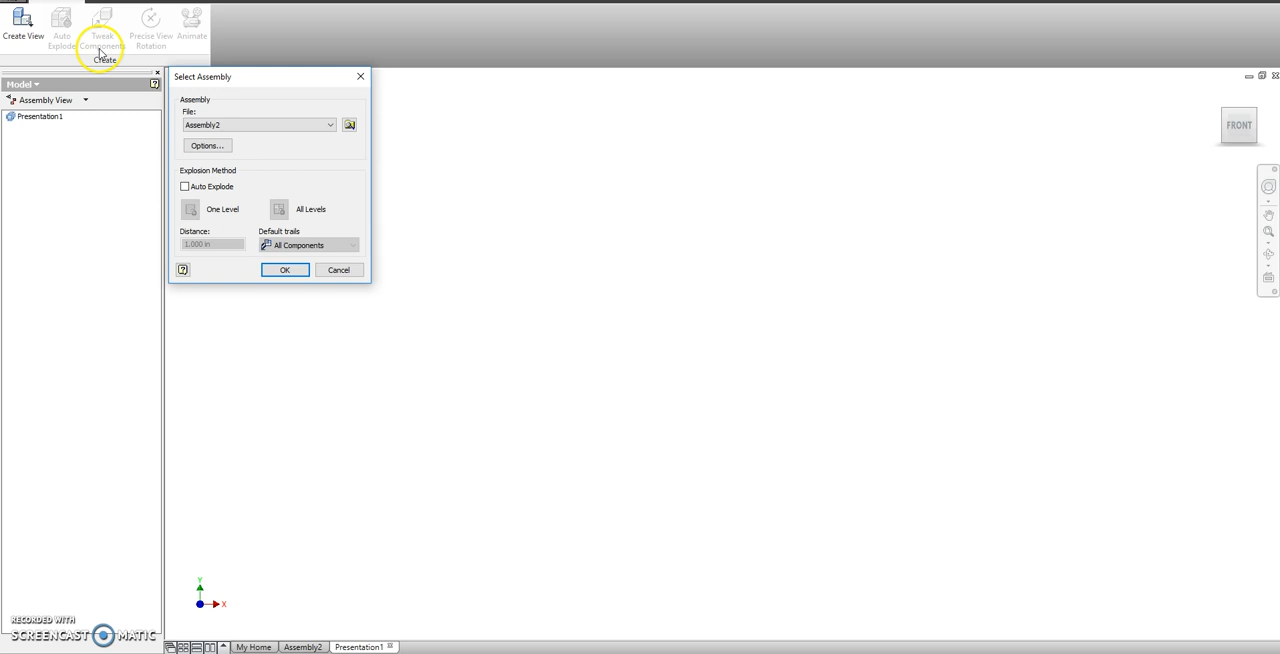 Create View
Auto Explode
Tweak Components
Precise View Rotation
Animate
Create
Model
Assembly View
Presentation1
Select Assembly
Assembly
File:
Assembly2
Options...
Explosion Method
Auto Explode
One Level
All Levels
Distance:
Default trails
1.000 in
All Components
OK
Cancel
FRONT
Y
X
RECORDED WITH
SCREENCAST MATIC
My Home
Assembly2
Presentation1